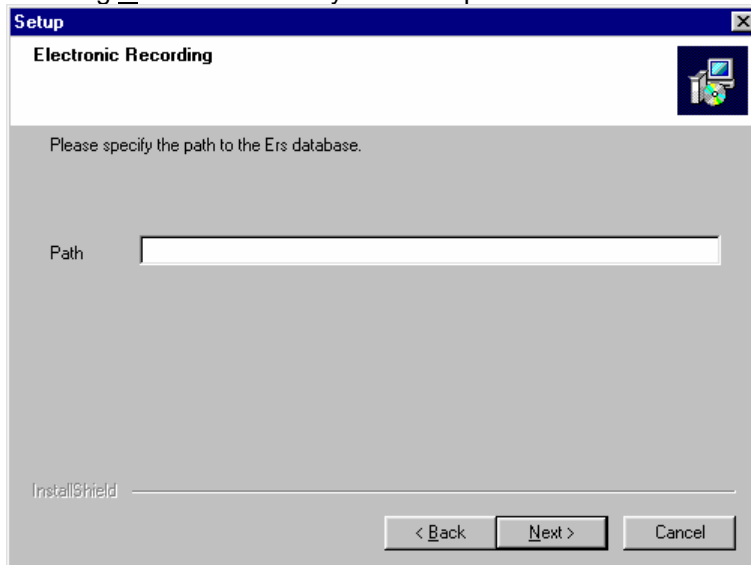 Setup
Electronic Recording
Please specify the path to the Ers database.
Path
InstallShield
< Back Next > Cancel